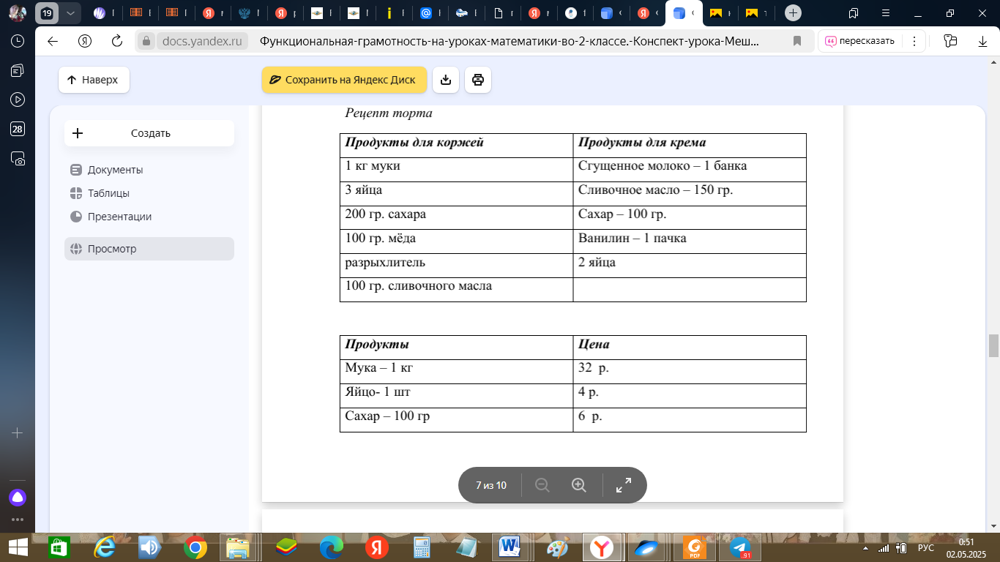 19
docs.yandex.ru Функциональная-грамотность-на-уроках-математики-во-2-классе.-Конспект-урока-Меш... пересказать
Наверх
Сохранить на Яндекс Диск
28
Создать
Документы
Таблицы
Презентации
Просмотр
Рецепт торта
Продукты для коржей Продукты для крема
1 кг муки Сгущенное молоко – 1 банка
3 яйца Сливочное масло – 150 гр.
200 гр. сахара Сахар – 100 гр.
100 гр. мёда Ванилин – 1 пачка
разрыхлитель 2 яйца
100 гр. сливочного масла
Продукты Цена
Мука – 1 кг 32 р.
Яйцо- 1 шт 4 р.
Сахар – 100 гр 6 р.
7 из 10
РУС
0:51
02.05.2025